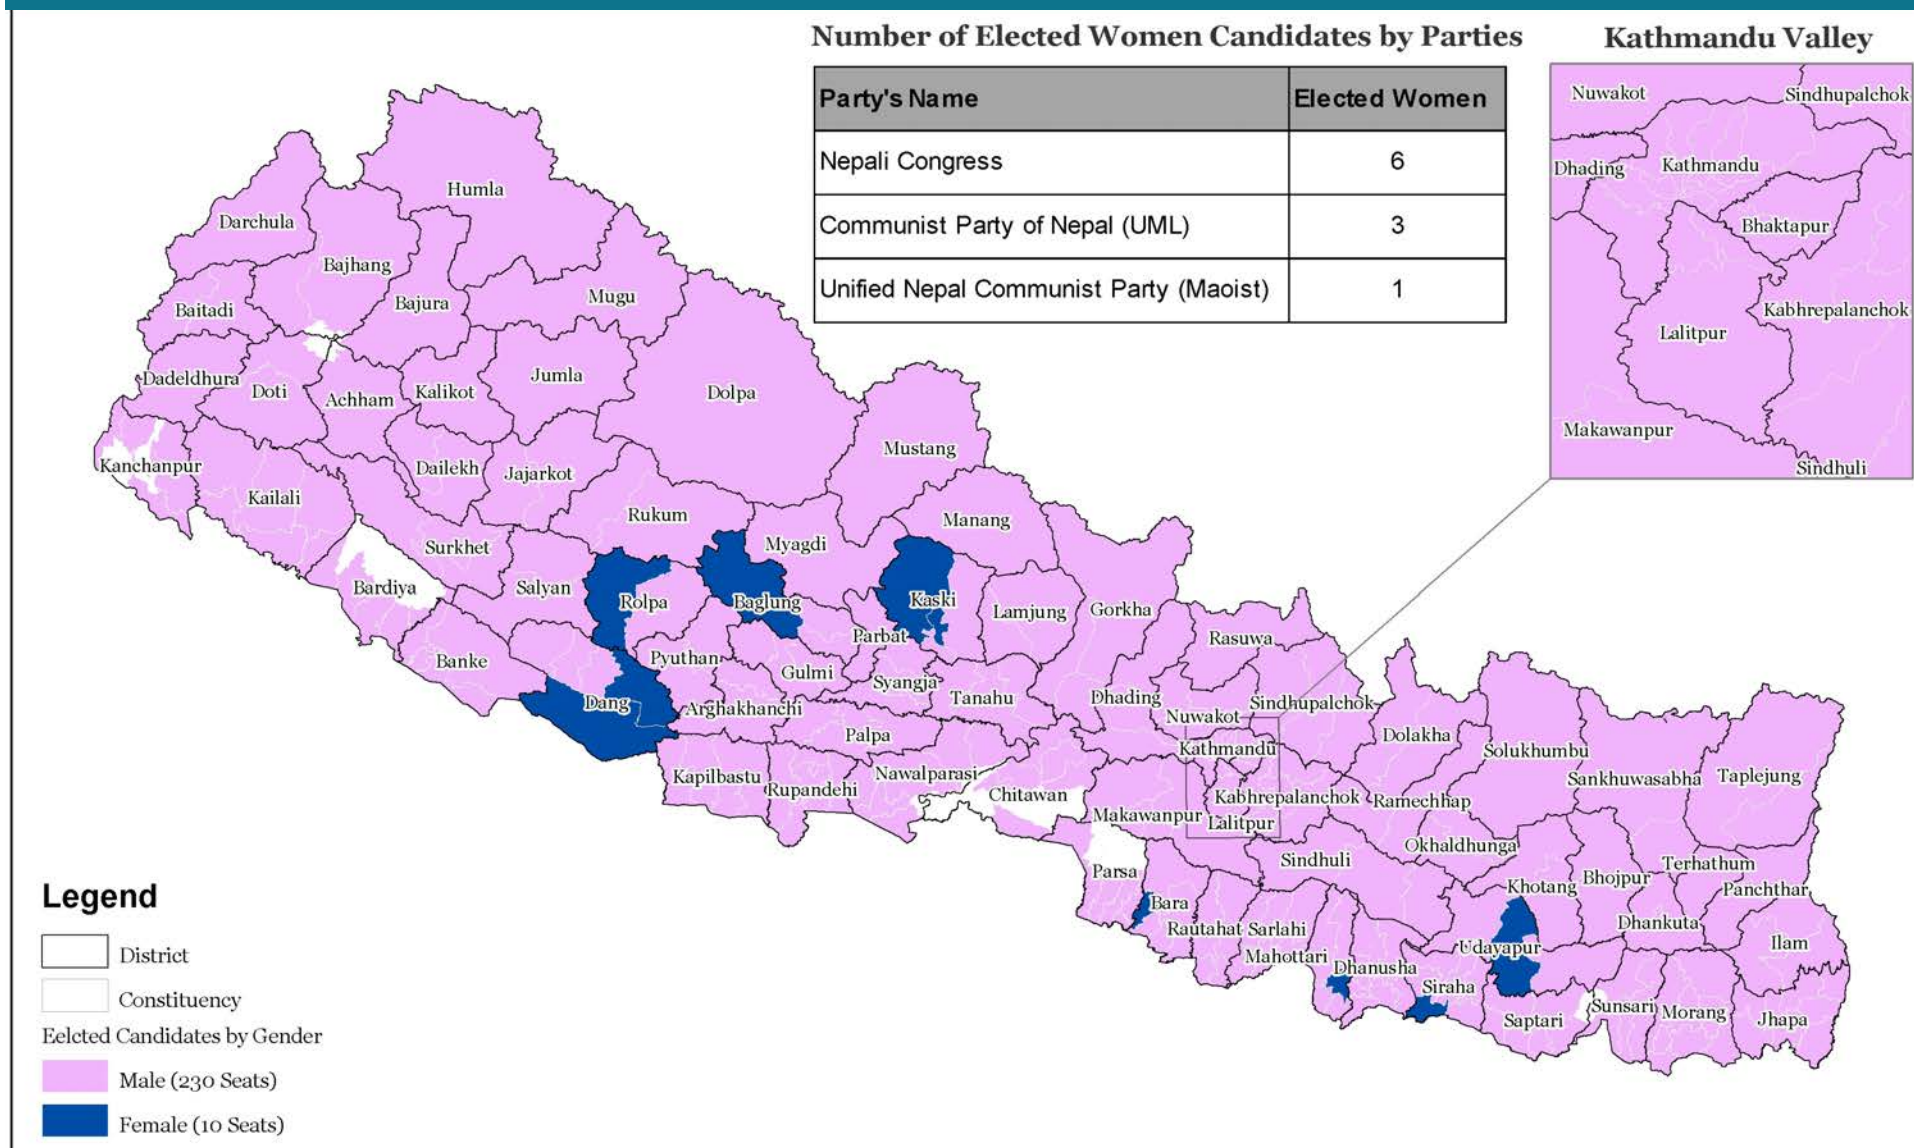 Number of Elected Women Candidates by Parties
Party's Name Elected Women
Nepali Congress 6
Communist Party of Nepal (UML) 3
Unified Nepal Communist Party (Maoist) 1
Kathmandu Valley
Nuwakot
Sindhupalchok
Dhading
Kathmandu
Bhaktapur
Kabhrepalanchok
Lalitpur
Makawanpur
Sindhuli
Humla
Darchula
Bajhang
Bajura
Mugu
Baitadi
Dadeldhura
Doti
Achham
Kalikot
Jumla
Dolpa
Mustang
Kanchanpur
Kailali
Dailekh
Jajarkot
Rukum
Manang
Myagdi
Surkhet
Bardiya
Salyan
Rolpa
Baglung
Kaski
Lamjung
Gorkha
Parbat
Rasuwa
Banke
Pyuthan
Gulmi
Syangja
Tanahu
Dhading
Sindhupalchok
Dang
Arghakhanchi
Nuwakot
Palpa
Kathmandu
Dolakha
Solukhumbu
Sankhuwasabha
Taplejung
Kapilbastu
Rupandehi
Nawalparasi
Chitawan
Kabhrepalanchok
Ramechhap
Makawanpur
Lalitpur
Okhaldhunga
Sindhuli
Terhathum
Parsa
Khotang
Bhojpur
Panchthar
Bara
Rautahat
Sarlahi
Dhankuta
Mahottari
Dhanusha
Udayapur
Ilam
Siraha
Saptari
Sunsari
Morang
Jhapa
Legend
District
Constituency
Eelcted Candidates by Gender
Male (230 Seats)
Female (10 Seats)